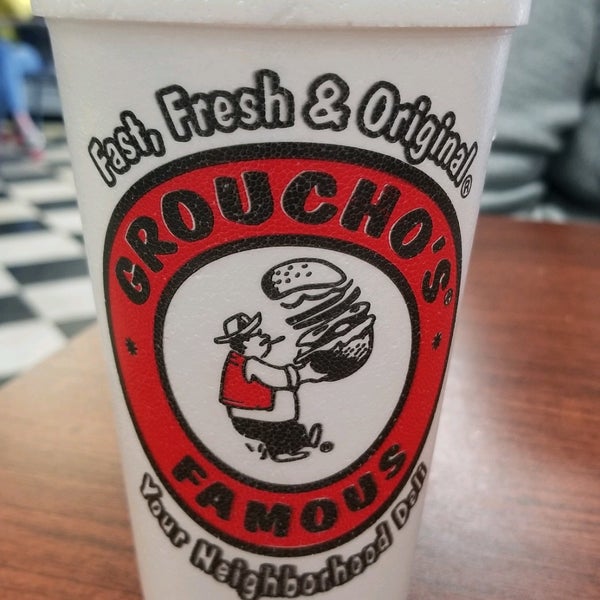 Fast, Fresh & Original®
GROUCHO'S®
* *
FAMOUS
®
Your Neighborhood Deli